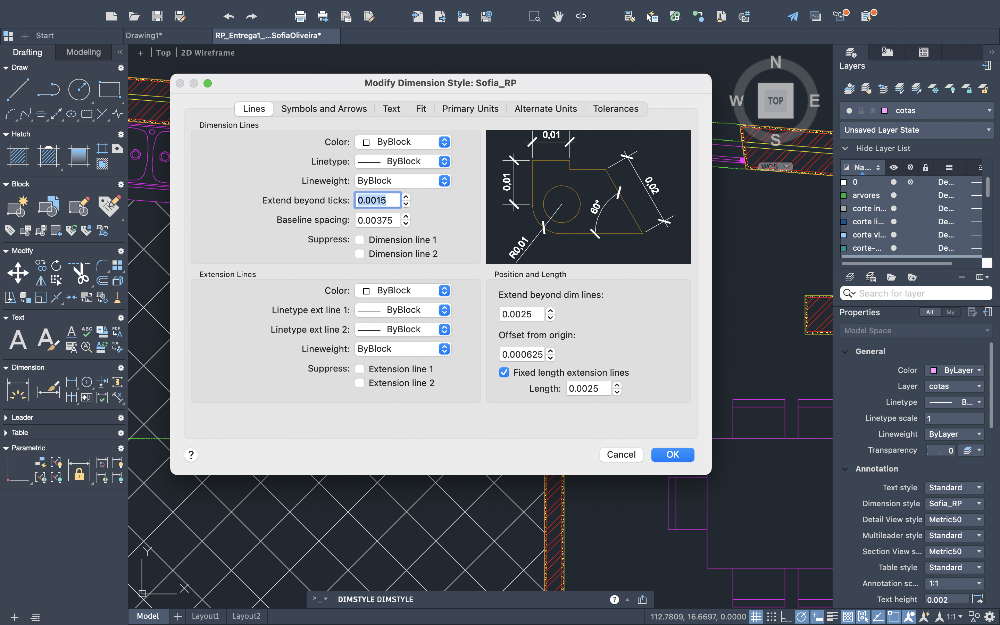 Start
Drawing1*
RP_Entrega1_...SofiaOliveira*
Drafting
Modeling
Top
2D Wireframe
Draw
Hatch
Block
Modify
Text
Dimension
Leader
Table
Parametric
Modify Dimension Style: Sofia_RP
Lines
Symbols and Arrows
Text
Fit
Primary Units
Alternate Units
Tolerances
Dimension Lines
Color: ByBlock
Linetype: ByBlock
Lineweight: ByBlock
Extend beyond ticks: 0.0015
Baseline spacing: 0.00375
Suppress: Dimension line 1
Dimension line 2
0,01
0,01
0,02
60°
R0,01
Extension Lines
Color: ByBlock
Linetype ext line 1: ByBlock
Linetype ext line 2: ByBlock
Lineweight: ByBlock
Suppress: Extension line 1
Extension line 2
Position and Length
Extend beyond dim lines:
0.0025
Offset from origin:
0.000625
Fixed length extension lines
Length: 0.0025
?
Cancel
OK
N
W
TOP
E
S
WCS
Layers
cotas
Unsaved Layer State
Hide Layer List
Na...
0 De...
arvores De...
corte in... De...
corte li... De...
corte vi... De...
corte-... De...
Search for layer
Properties
All
My
Model Space
General
Color ByLayer
Layer cotas
Linetype B...
Linetype scale 1
Lineweight ByLayer
Transparency 0
Annotation
Text style Standard
Dimension style Sofia_RP
Detail View style Metric50
Multileader style Standard
Section View s... Metric50
Table style Standard
Annotation sc... 1:1
Text height 0.002
Y
X
>_ DIMSTYLE DIMSTYLE
?
Model
Layout1
Layout2
112.7809, 16.6697, 0.0000
1:1
ABC
PDF
PDF